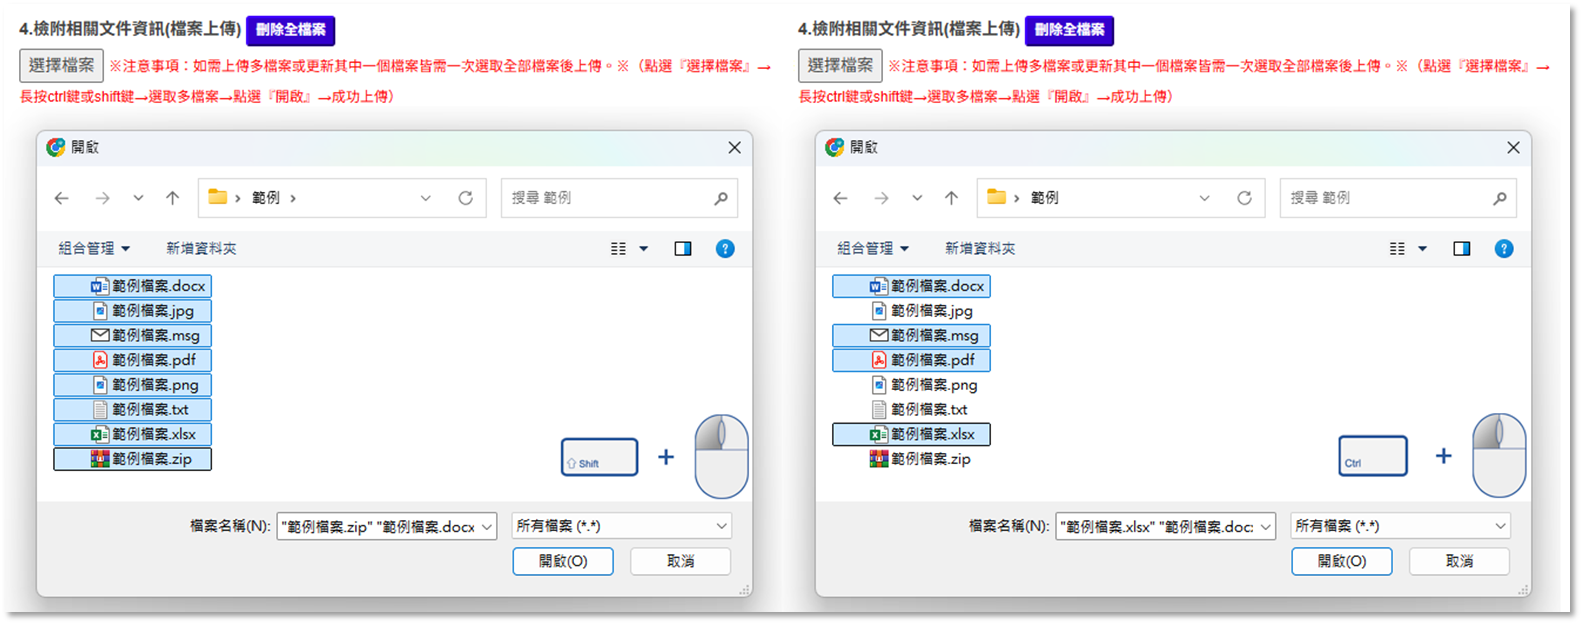 4.檢附相關文件資訊(檔案上傳) 刪除全檔案
選擇檔案 ※注意事項：如需上傳多檔案或更新其中一個檔案皆需一次選取全部檔案後上傳。※（點選『選擇檔案』→
長按ctrl鍵或shift鍵→選取多檔案→點選『開啟』→成功上傳）
開啟
範例
搜尋 範例
組合管理
新增資料夾
範例檔案.docx
範例檔案.jpg
範例檔案.msg
範例檔案.pdf
範例檔案.png
範例檔案.txt
範例檔案.xlsx
範例檔案.zip
Shift
+
檔案名稱(N): "範例檔案.zip" "範例檔案.docx 所有檔案 (*.*)
開啟(O) 取消
4.檢附相關文件資訊(檔案上傳) 刪除全檔案
選擇檔案 ※注意事項：如需上傳多檔案或更新其中一個檔案皆需一次選取全部檔案後上傳。※（點選『選擇檔案』→
長按ctrl鍵或shift鍵→選取多檔案→點選『開啟』→成功上傳）
開啟
範例
搜尋 範例
組合管理
新增資料夾
範例檔案.docx
範例檔案.jpg
範例檔案.msg
範例檔案.pdf
範例檔案.png
範例檔案.txt
範例檔案.xlsx
範例檔案.zip
Ctrl
+
檔案名稱(N): "範例檔案.xlsx" "範例檔案.doc: 所有檔案 (*.*)
開啟(O) 取消